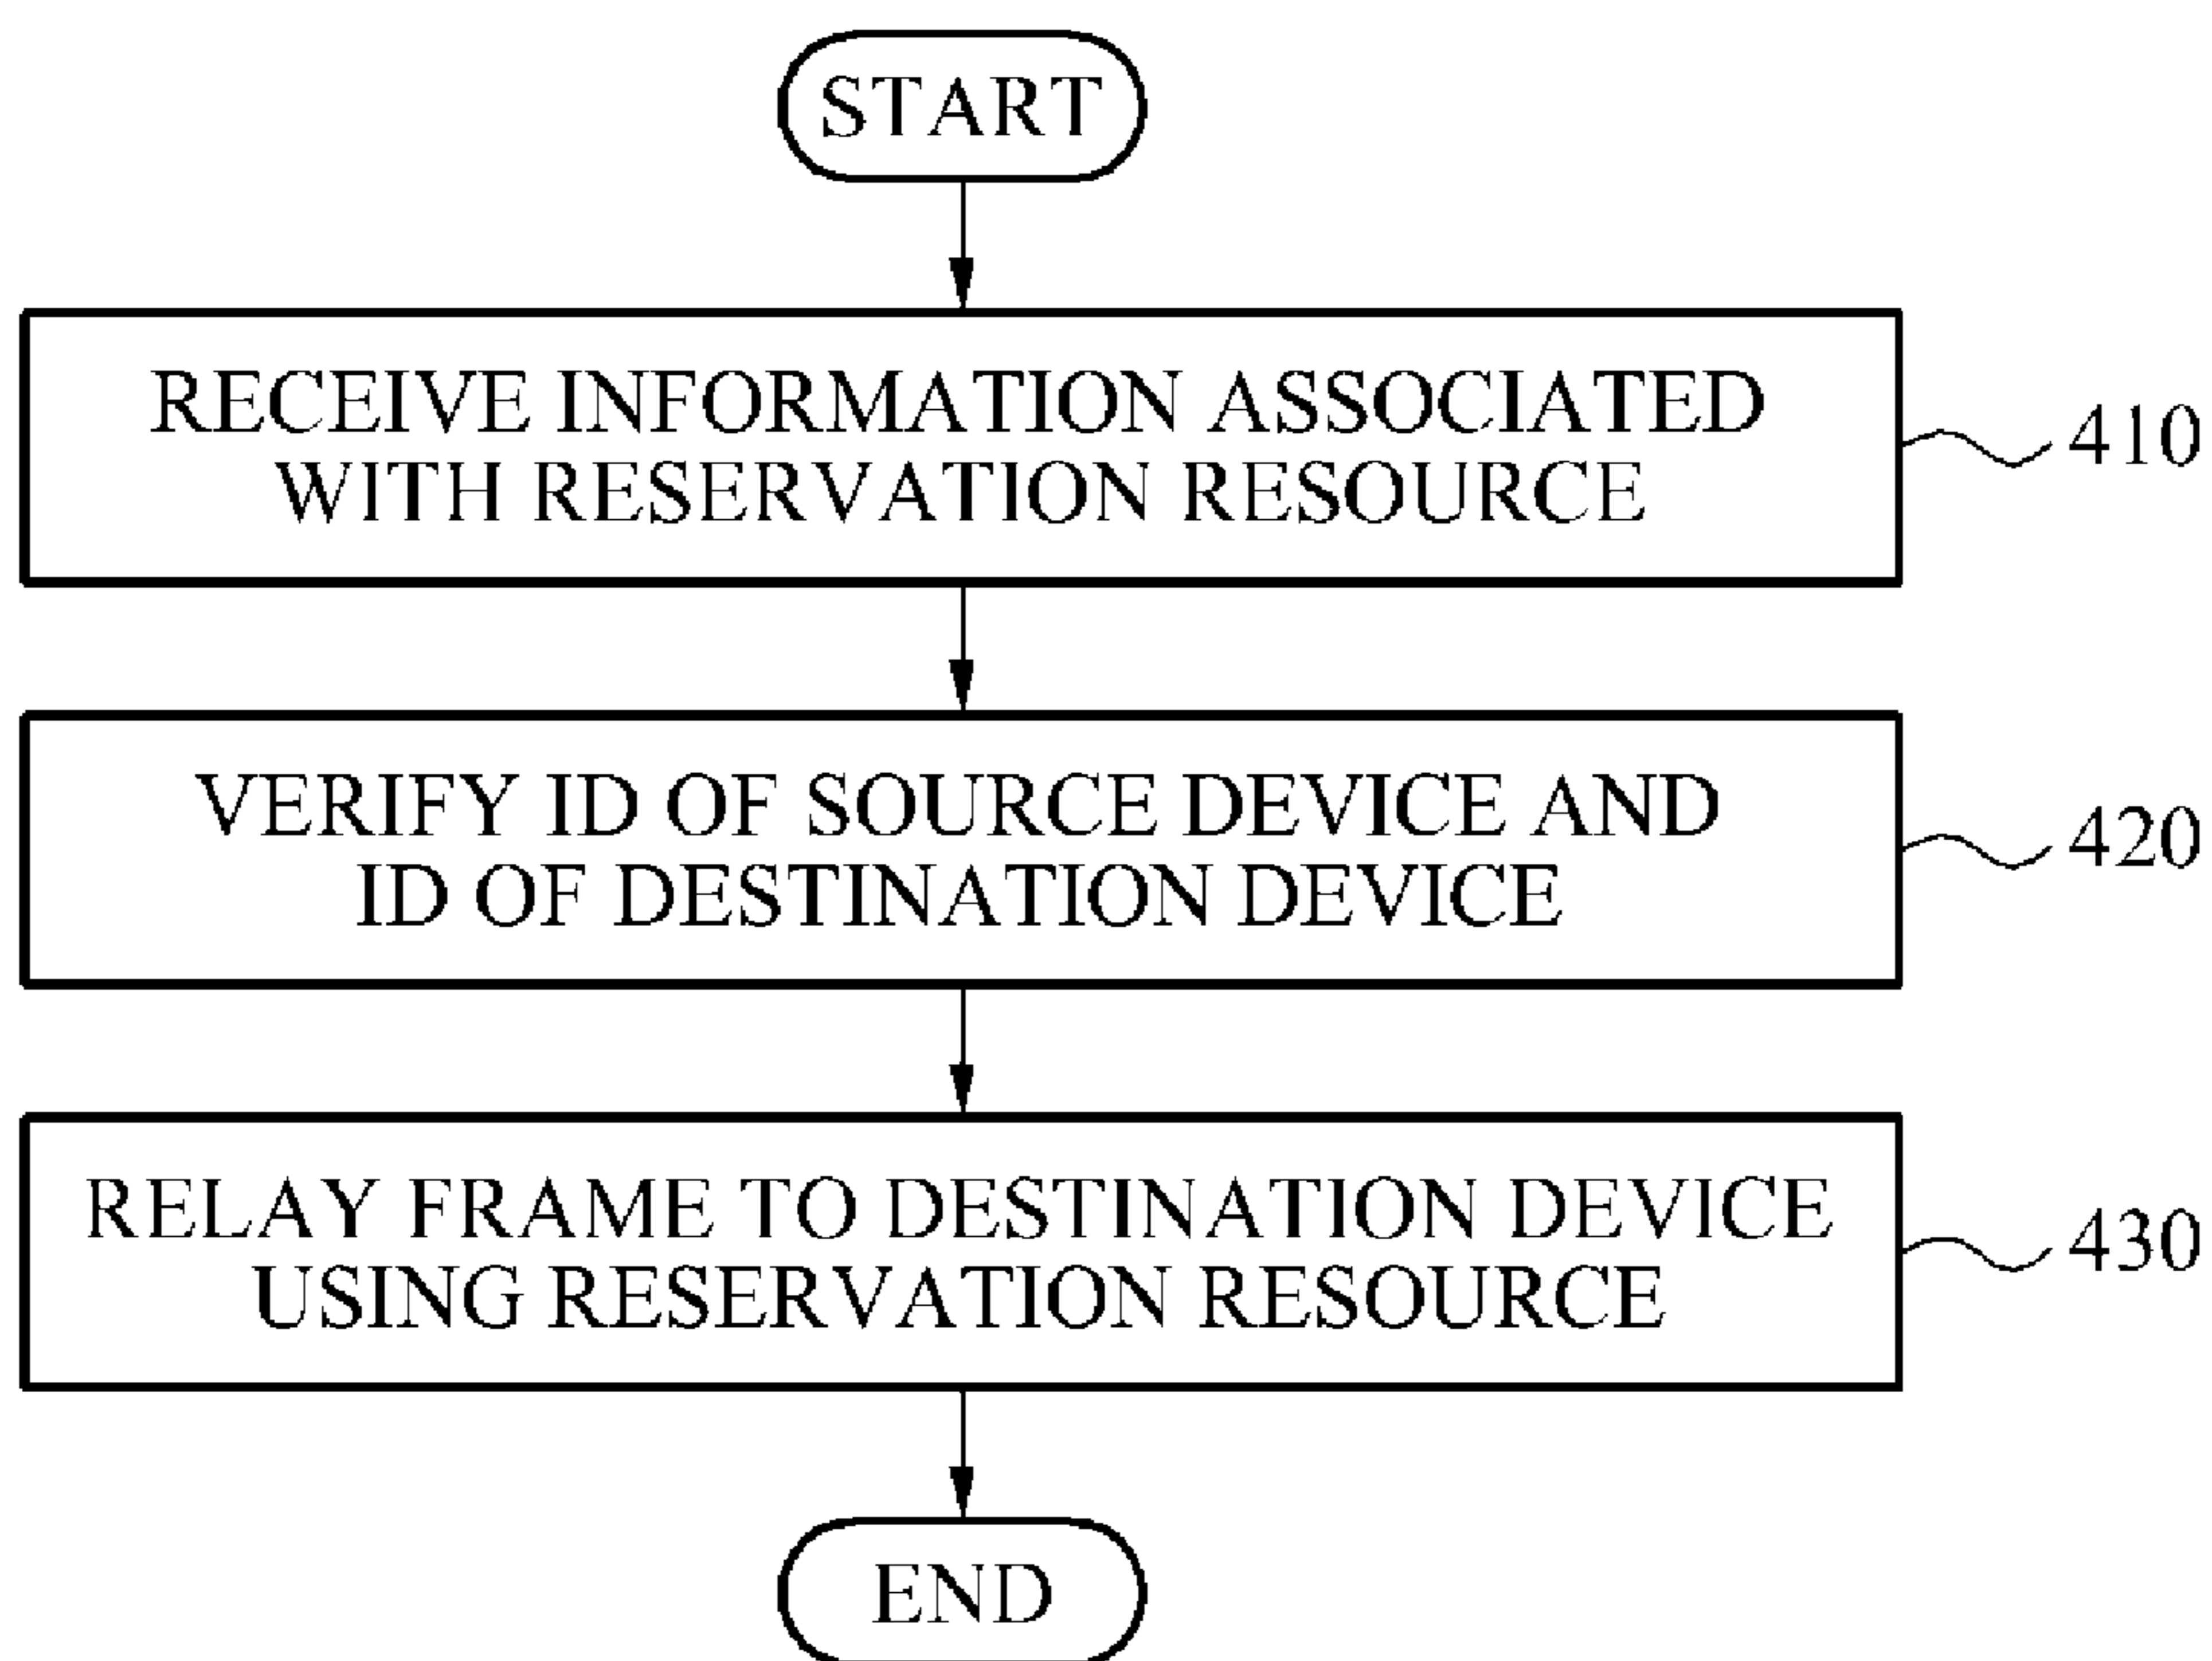 START
RECEIVE INFORMATION ASSOCIATED
WITH RESERVATION RESOURCE
410
VERIFY ID OF SOURCE DEVICE AND
ID OF DESTINATION DEVICE
420
RELAY FRAME TO DESTINATION DEVICE
USING RESERVATION RESOURCE
430
END